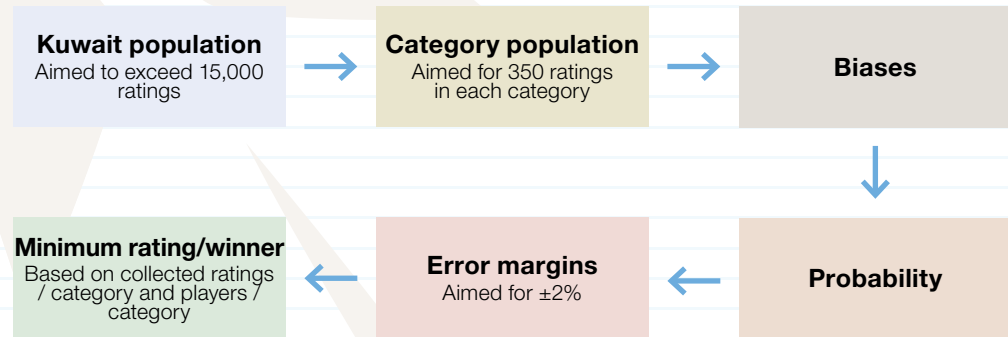 Kuwait population
Aimed to exceed 15,000
ratings
Category population
Aimed for 350 ratings
in each category
Biases
Probability
Error margins
Aimed for ±2%
Minimum rating/winner
Based on collected ratings
/ category and players /
category